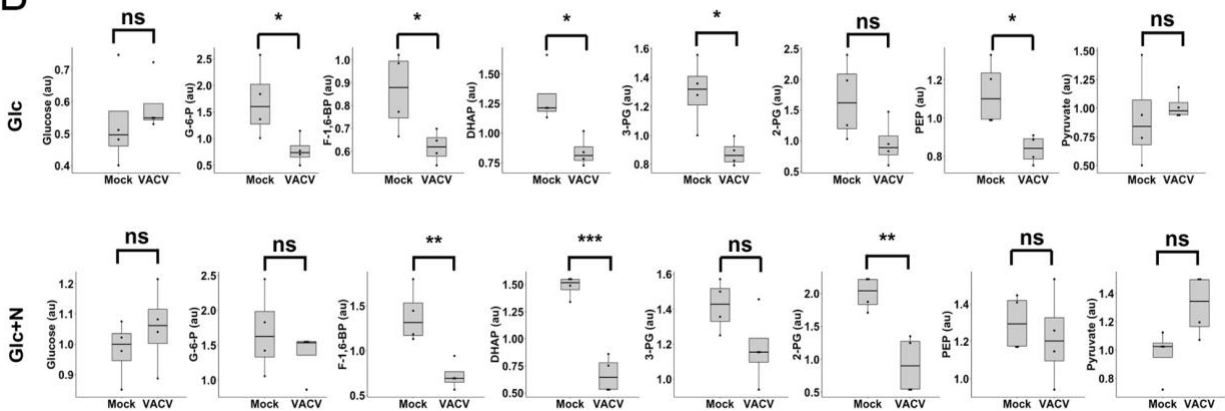 B
ns * * * * ns * ns
Glc
Glucose (au)
0.7
0.6
0.5
0.4
Mock VACV
G-6-P (au)
2.5
2.0
1.5
1.0
0.5
Mock VACV
F-1,6-BP (au)
1.0
0.9
0.8
0.7
0.6
Mock VACV
DHAP (au)
1.50
1.25
1.00
0.75
Mock VACV
3-PG (au)
1.6
1.4
1.2
1.0
0.8
Mock VACV
2-PG (au)
2.5
2.0
1.5
1.0
0.5
Mock VACV
PEP (au)
1.2
1.0
0.8
Mock VACV
Pyruvate (au)
1.50
1.25
1.00
0.75
0.50
Mock VACV
ns ns ** *** ns ** ns ns
Glc+N
Glucose (au)
1.2
1.1
1.0
0.9
Mock VACV
G-6-P (au)
2.5
2.0
1.5
1.0
Mock VACV
F-1,6-BP (au)
1.5
1.0
0.5
Mock VACV
DHAP (au)
1.50
1.25
1.00
0.75
0.50
Mock VACV
3-PG (au)
1.6
1.4
1.2
1.0
Mock VACV
2-PG (au)
2.0
1.5
1.0
0.5
Mock VACV
PEP (au)
1.4
1.2
1.0
Mock VACV
Pyruvate (au)
1.4
1.2
1.0
0.8
Mock VACV